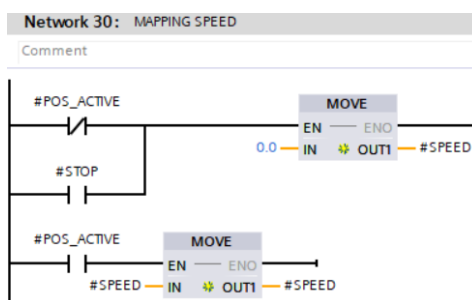 Network 30: MAPPING SPEED
Comment
#POS_ACTIVE
MOVE
EN ENO
0.0 IN OUT1 #SPEED
#STOP
#POS_ACTIVE
MOVE
EN ENO
#SPEED IN OUT1 #SPEED